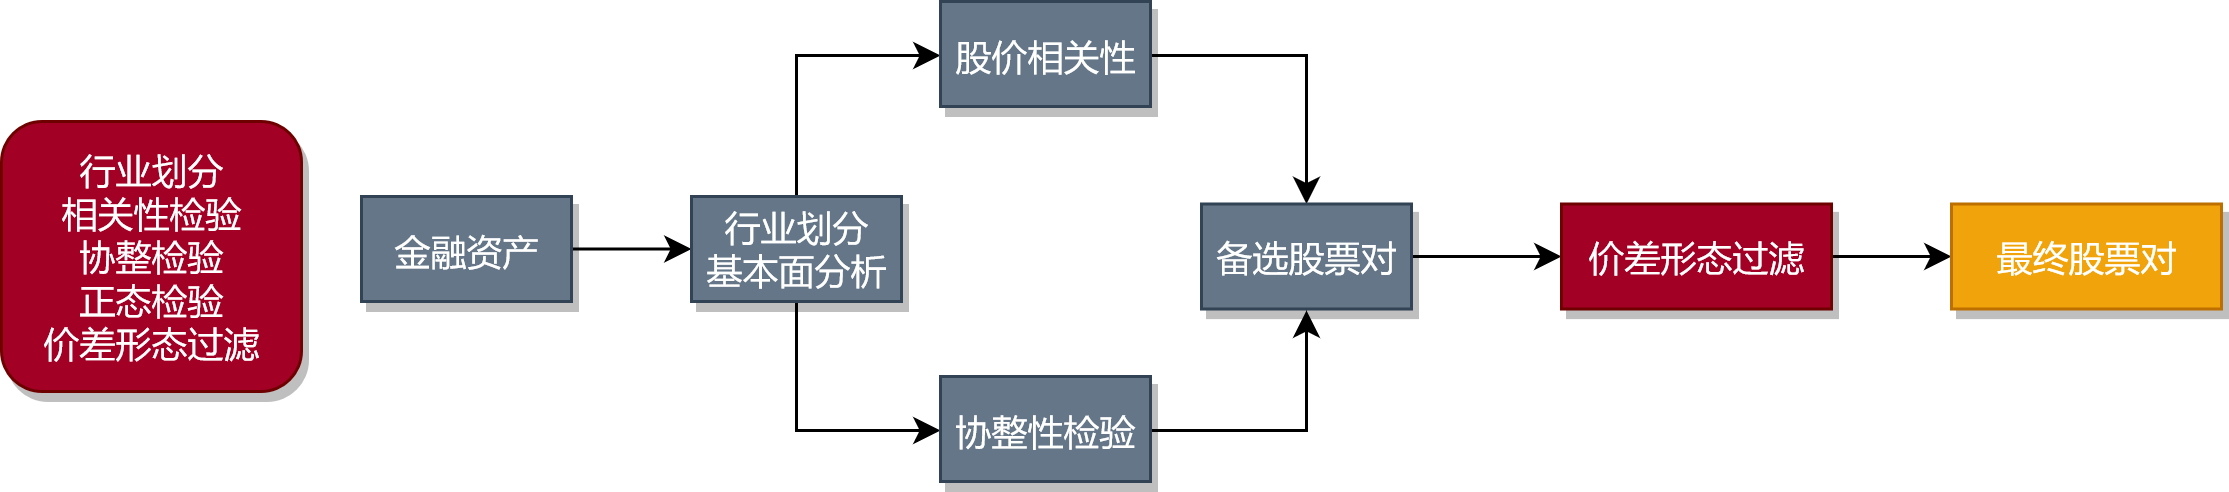 行业划分
相关性检验
协整检验
正态检验
价差形态过滤
金融资产
行业划分
基本面分析
股价相关性
协整性检验
备选股票对
价差形态过滤
最终股票对